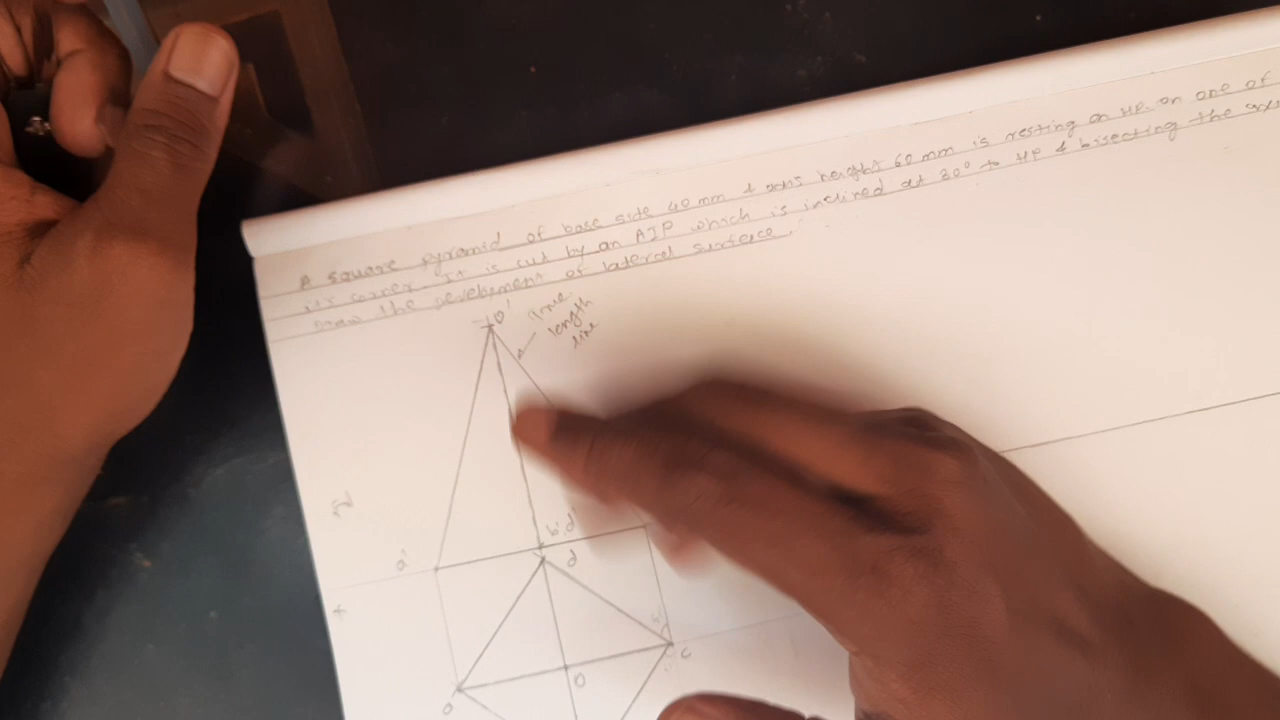 A square pyramid of base side 40 mm & axis height 60 mm is resting on HP on one of
its corner. It is cut by an AIP which is inclined at 30° to HP & bisecting the axis
Draw the development of lateral surface.
O'
True
length
line
a'
b' d'
d
c
O
a